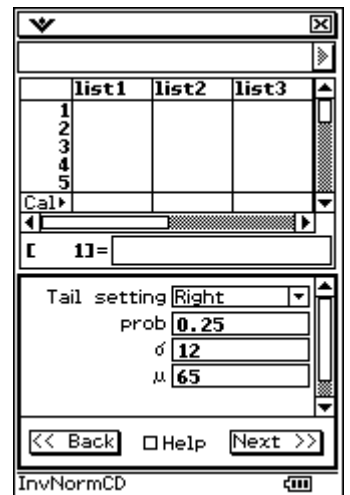 list1 list2 list3
1
2
3
4
5
Cal▸
[ 1]=
Tail setting Right
prob 0.25
σ 12
μ 65
<< Back Help Next >>
InvNormCD